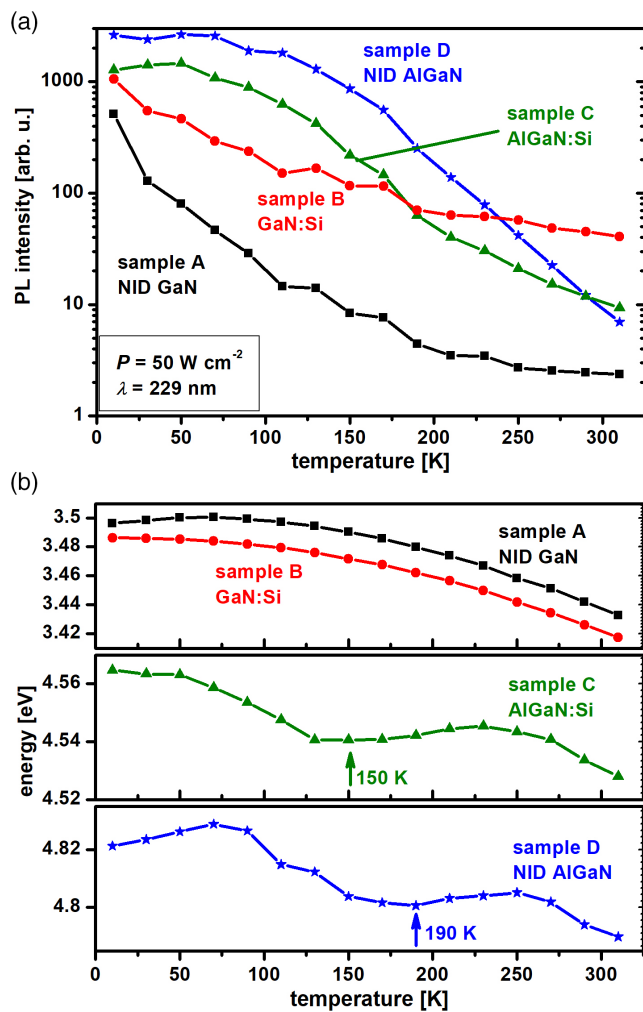 (a)
1000
100
10
1
PL intensity [arb. u.]
sample D
NID AlGaN
sample C
AlGaN:Si
sample B
GaN:Si
sample A
NID GaN
P = 50 W cm⁻²
λ = 229 nm
0 50 100 150 200 250 300
temperature [K]
(b)
3.5
3.48
3.46
3.44
3.42
sample A
NID GaN
sample B
GaN:Si
energy [eV]
4.56
4.54
4.52
sample C
AlGaN:Si
150 K
4.82
4.8
sample D
NID AlGaN
190 K
0 50 100 150 200 250 300
temperature [K]